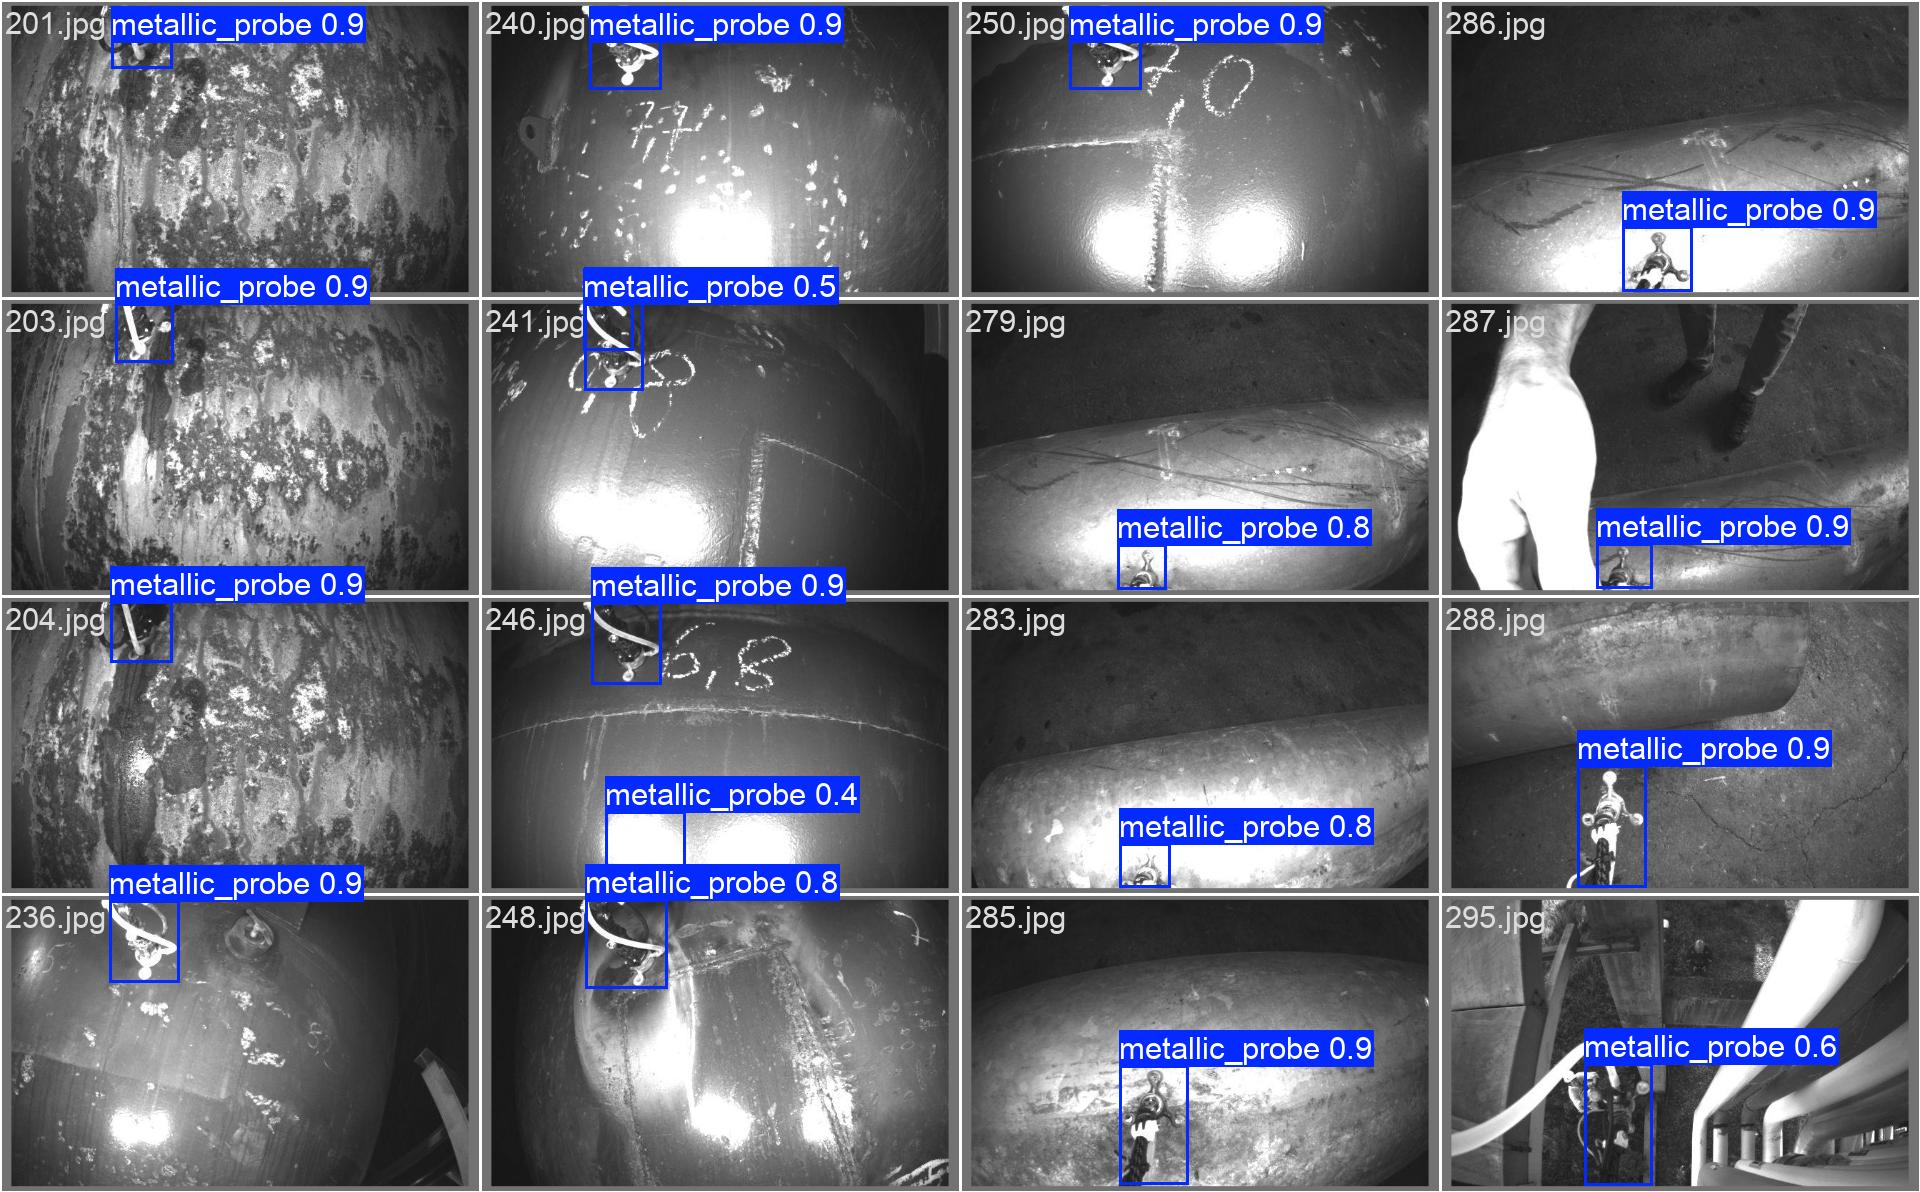 201.jpg metallic_probe 0.9
240.jpg metallic_probe 0.9
77
250.jpg metallic_probe 0.9
7,0
286.jpg
metallic_probe 0.9
203.jpg metallic_probe 0.9
241.jpg metallic_probe 0.5
279.jpg
metallic_probe 0.8
287.jpg
metallic_probe 0.9
204.jpg metallic_probe 0.9
246.jpg metallic_probe 0.9
6,8
metallic_probe 0.4
283.jpg
metallic_probe 0.8
288.jpg
metallic_probe 0.9
236.jpg metallic_probe 0.9
248.jpg metallic_probe 0.8
285.jpg
metallic_probe 0.9
295.jpg
metallic_probe 0.6